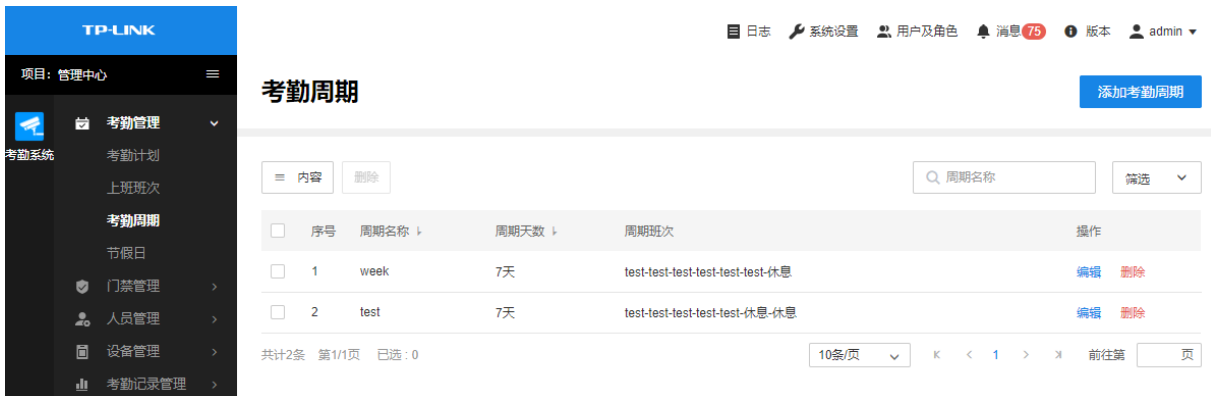 TP-LINK
日志 系统设置 用户及角色 消息 75 版本 admin
项目: 管理中心
考勤周期 添加考勤周期
考勤系统
考勤管理
考勤计划
上班班次
考勤周期
节假日
门禁管理
人员管理
设备管理
考勤记录管理
内容 删除 周期名称 筛选
序号 周期名称 周期天数 周期班次 操作
1 week 7天 test-test-test-test-test-test-休息 编辑 删除
2 test 7天 test-test-test-test-test-休息-休息 编辑 删除
共计2条 第1/1页 已选 : 0 10条/页 1 前往第 页